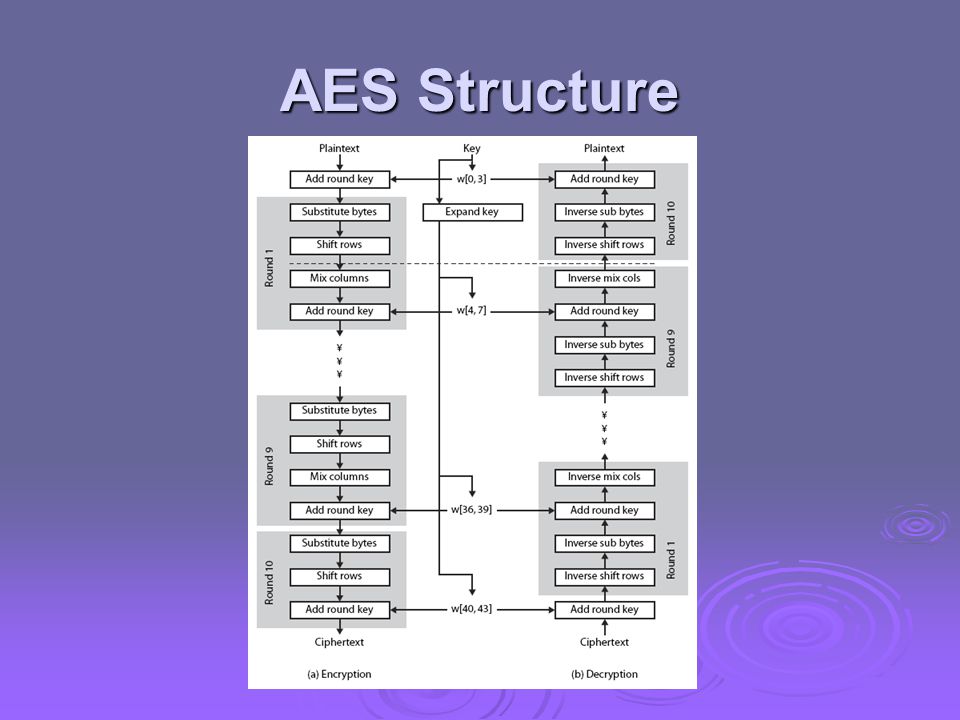 AES Structure
Plaintext
Key
Plaintext
Add round key
w[0, 3]
Add round key
Substitute bytes
Expand key
Inverse sub bytes
Round 10
Shift rows
Inverse shift rows
Round 1
Mix columns
Inverse mix cols
Add round key
w[4, 7]
Add round key
¥
¥
¥
Inverse sub bytes
Round 9
Inverse shift rows
Substitute bytes
¥
¥
¥
Shift rows
Round 9
Mix columns
Inverse mix cols
Add round key
w[36, 39]
Add round key
Substitute bytes
Inverse sub bytes
Round 1
Shift rows
Inverse shift rows
Round 10
Add round key
w[40, 43]
Add round key
Ciphertext
Ciphertext
(a) Encryption
(b) Decryption